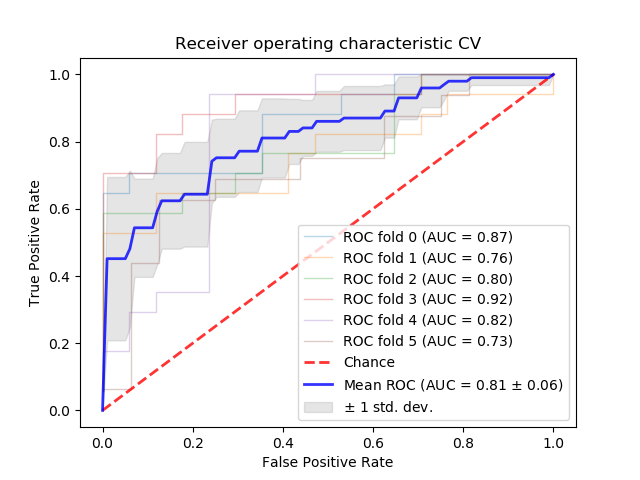 Receiver operating characteristic CV
True Positive Rate
1.0
0.8
0.6
0.4
0.2
0.0
ROC fold 0 (AUC = 0.87)
ROC fold 1 (AUC = 0.76)
ROC fold 2 (AUC = 0.80)
ROC fold 3 (AUC = 0.92)
ROC fold 4 (AUC = 0.82)
ROC fold 5 (AUC = 0.73)
Chance
Mean ROC (AUC = 0.81 ± 0.06)
± 1 std. dev.
0.0 0.2 0.4 0.6 0.8 1.0
False Positive Rate